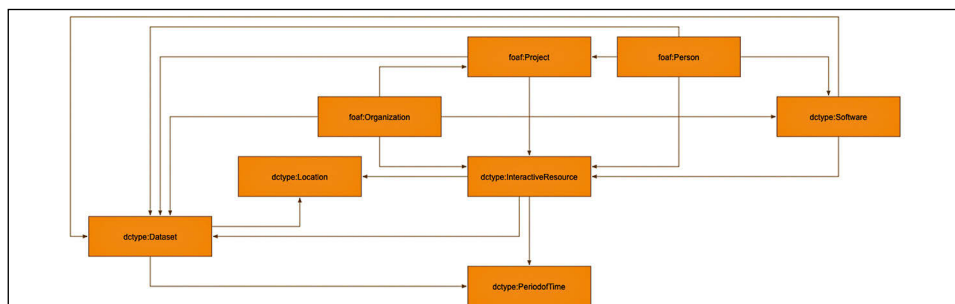 foaf:Project
foaf:Person
foaf:Organization
dctype:Software
dctype:Location
dctype:InteractiveResource
dctype:Dataset
dctype:PeriodofTime